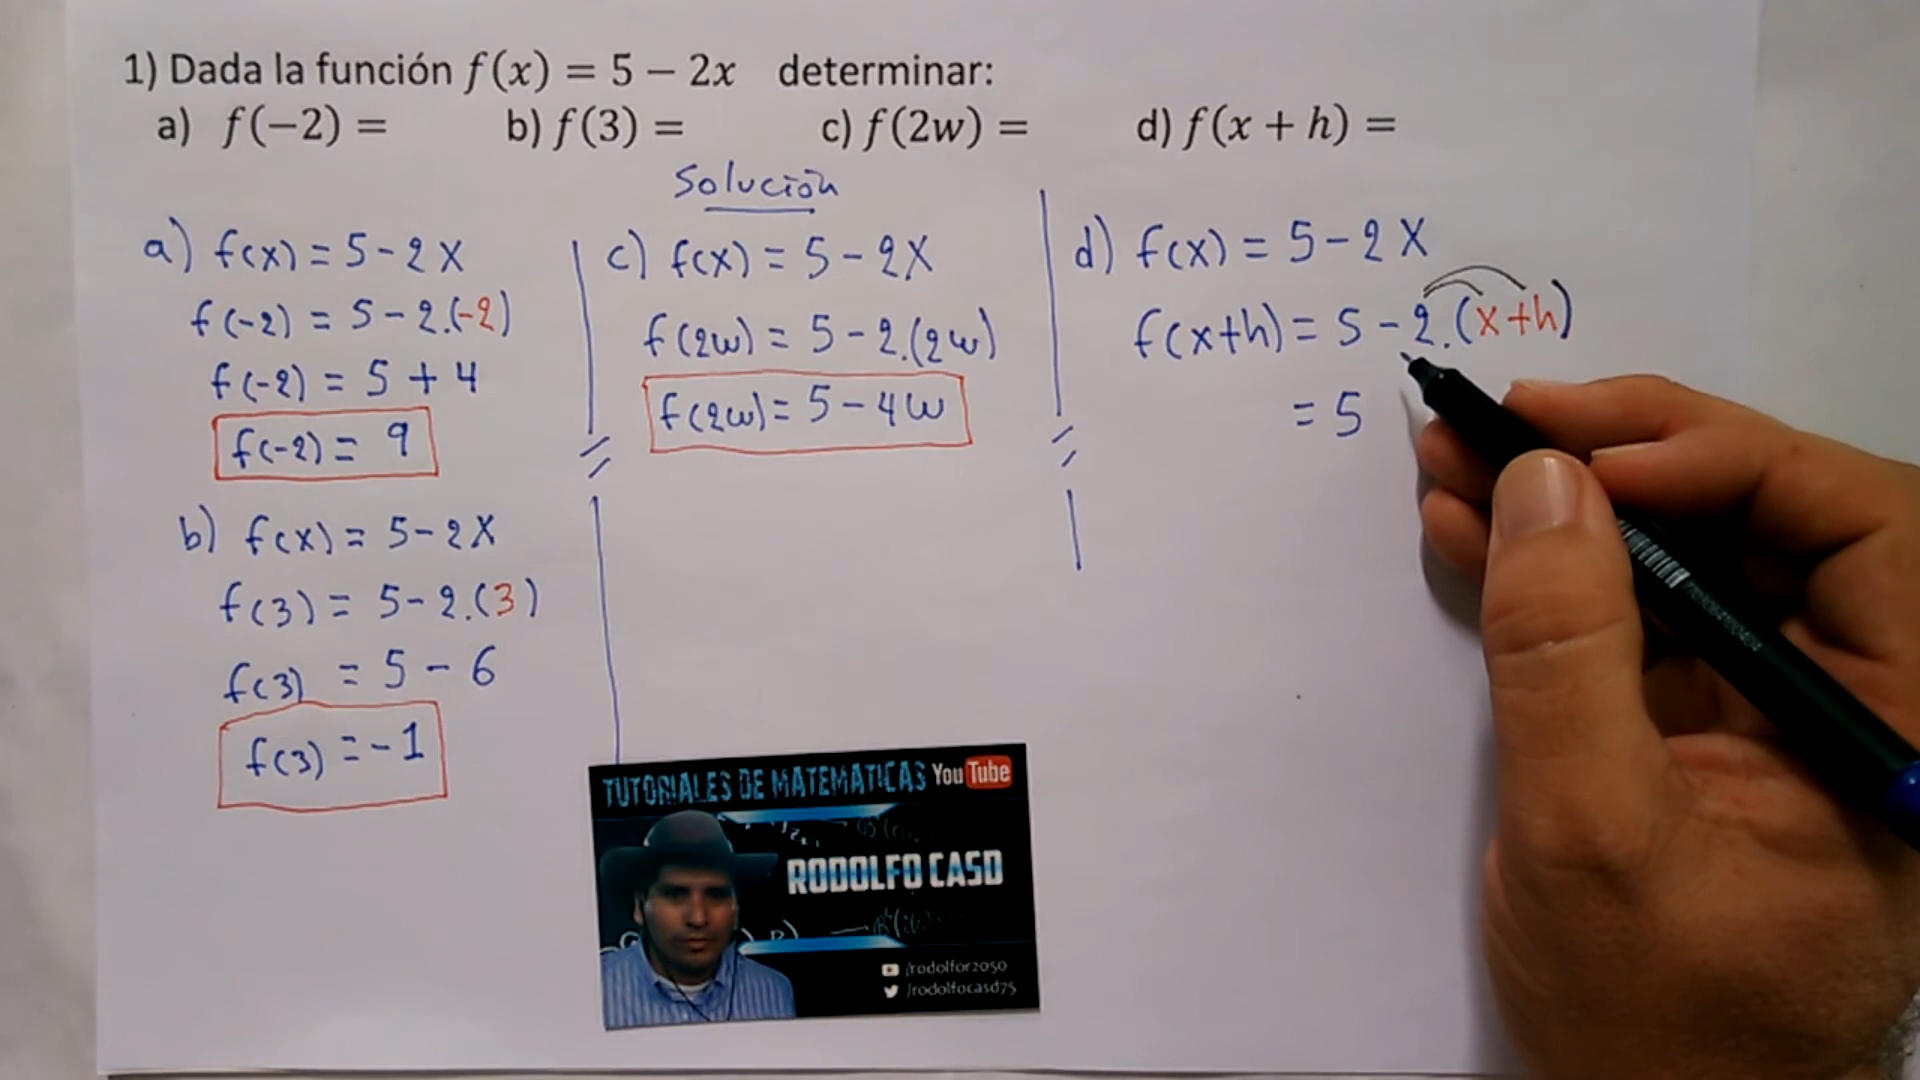 1) Dada la función f(x) = 5 − 2x determinar:
a) f(−2) = b) f(3) = c) f(2w) = d) f(x + h) =
Solución
a) f(x) = 5 - 2x
f(-2) = 5 - 2.(-2)
f(-2) = 5 + 4
f(-2) = 9
b) f(x) = 5 - 2x
f(3) = 5 - 2.(3)
f(3) = 5 - 6
f(3) = -1
c) f(x) = 5 - 2x
f(2w) = 5 - 2.(2w)
f(2w) = 5 - 4w
d) f(x) = 5 - 2x
f(x+h) = 5 - 2.(x+h)
= 5
TUTORIALES DE MATEMATICAS YouTube
RODOLFO CASD
/rodolfor2050
/rodolfocasd75